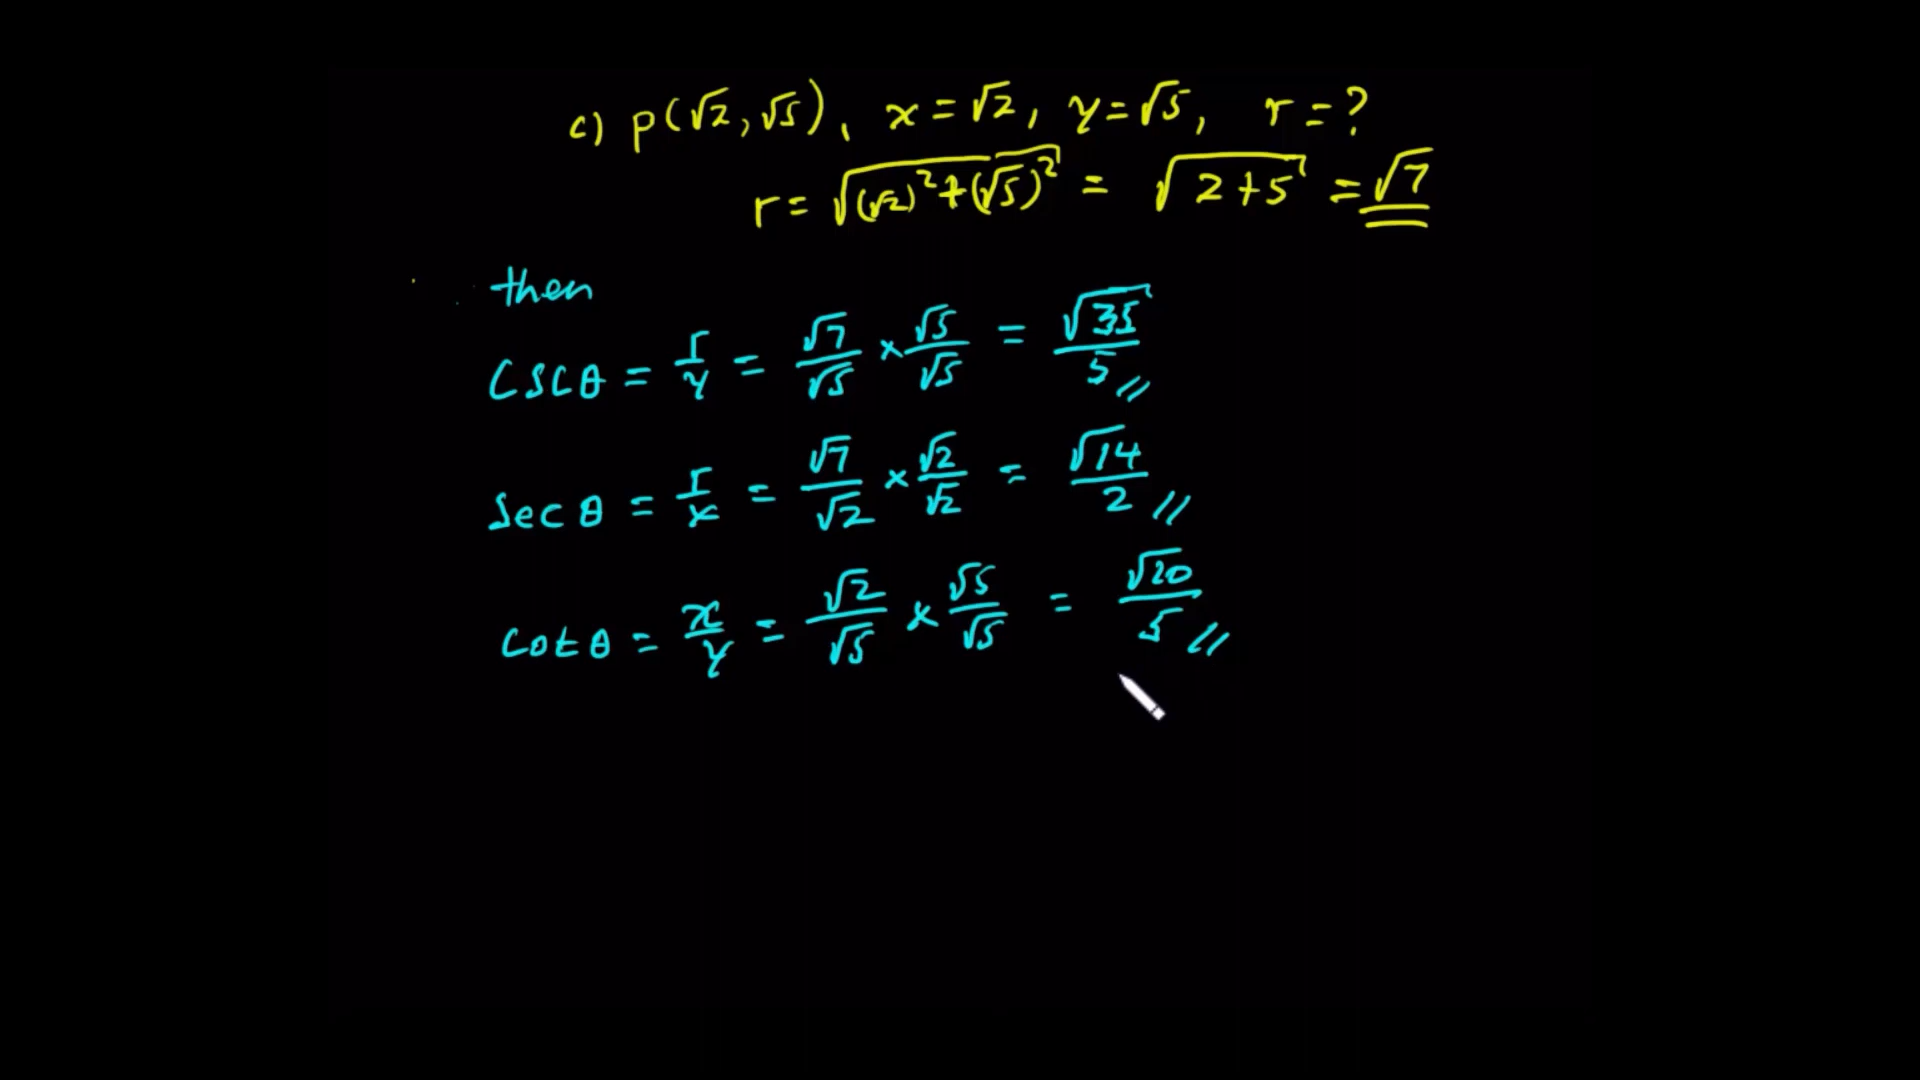 c) p(√2, √5), x = √2, y = √5, r = ?
r = √((√2)² + (√5)²) = √(2+5) = √7
then
CSCθ = r/y = √7/√5 × √5/√5 = √35/5 //
Secθ = r/x = √7/√2 × √2/√2 = √14/2 //
Cotθ = x/y = √2/√5 × √5/√5 = √20/5 //